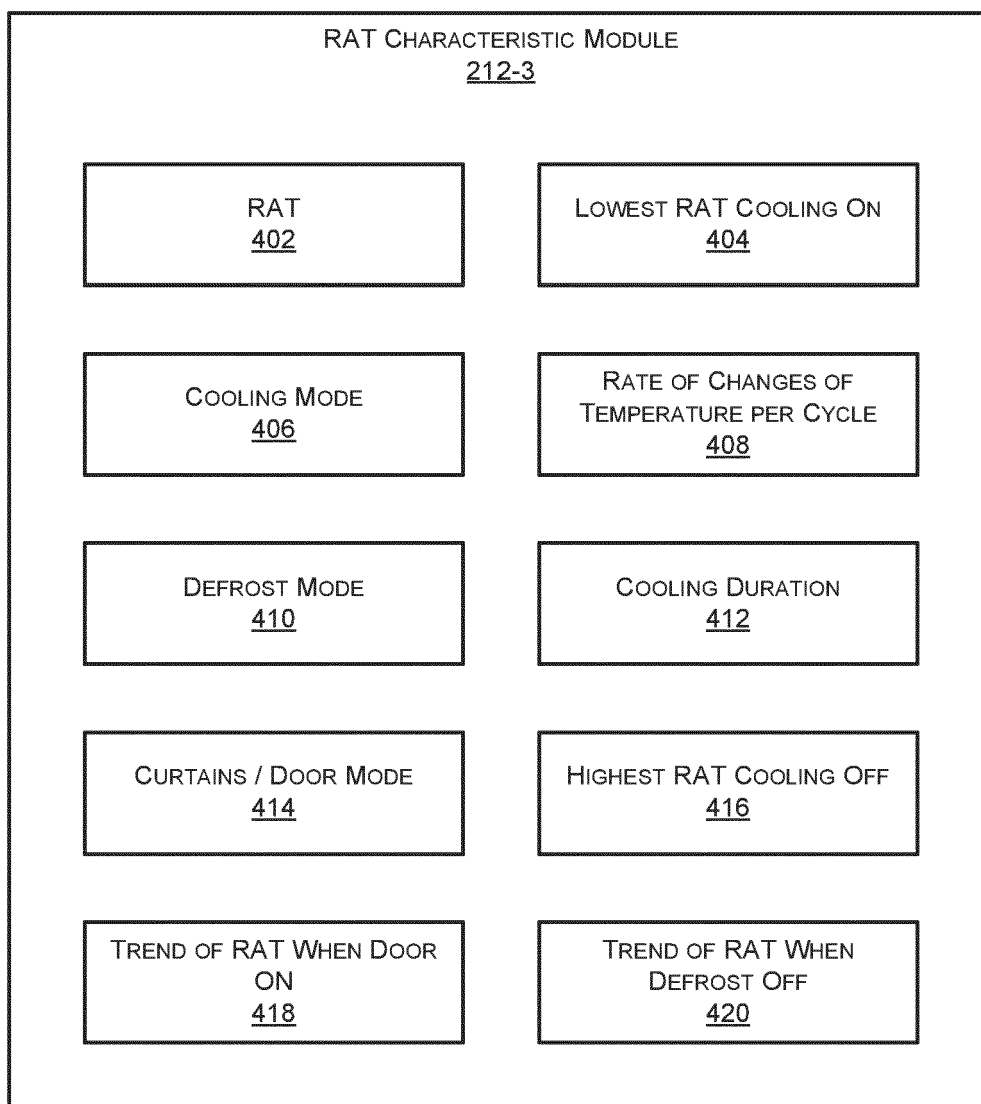 RAT CHARACTERISTIC MODULE
212-3
RAT
402
LOWEST RAT COOLING ON
404
COOLING MODE
406
RATE OF CHANGES OF
TEMPERATURE PER CYCLE
408
DEFROST MODE
410
COOLING DURATION
412
CURTAINS / DOOR MODE
414
HIGHEST RAT COOLING OFF
416
TREND OF RAT WHEN DOOR
ON
418
TREND OF RAT WHEN
DEFROST OFF
420